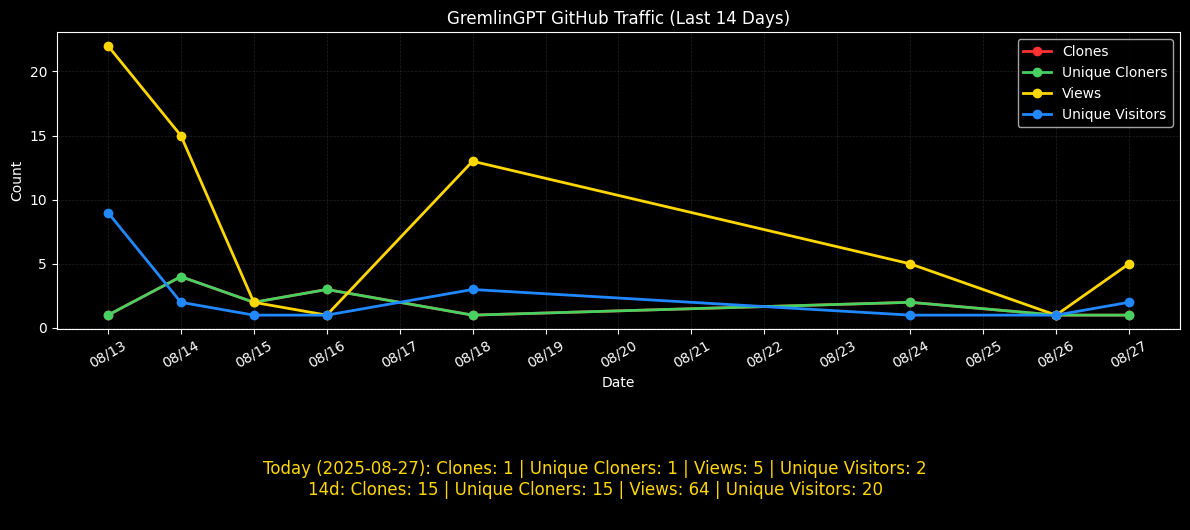 GremlinGPT GitHub Traffic (Last 14 Days)
Clones
Unique Cloners
Views
Unique Visitors
Count
20
15
10
5
0
08/13
08/14
08/15
08/16
08/17
08/18
08/19
08/20
08/21
08/22
08/23
08/24
08/25
08/26
08/27
Date
Today (2025-08-27): Clones: 1 | Unique Cloners: 1 | Views: 5 | Unique Visitors: 2
14d: Clones: 15 | Unique Cloners: 15 | Views: 64 | Unique Visitors: 20